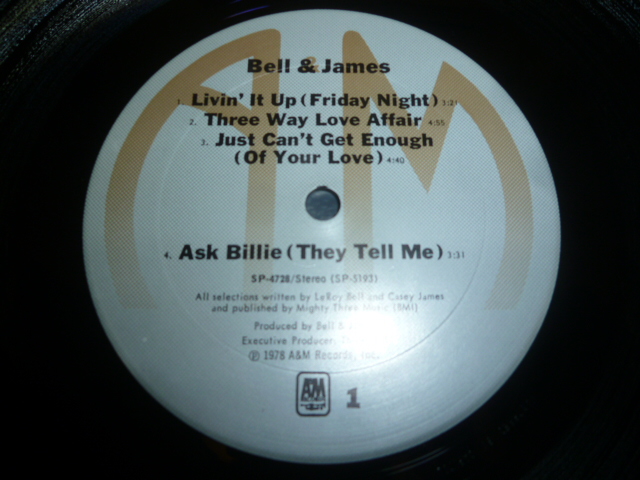 Bell & James
1. Livin' It Up (Friday Night) 3:21
2. Three Way Love Affair 4:55
3. Just Can't Get Enough
(Of Your Love) 4:40
4. Ask Billie (They Tell Me) 3:31
SP-4728/Stereo (SP-5193)
All selections written by LeRoy Bell and Casey James
and published by Mighty Three Music (BMI)
Produced by Bell &
Executive Producer:
℗ 1978 A&M Records,
A&M
1